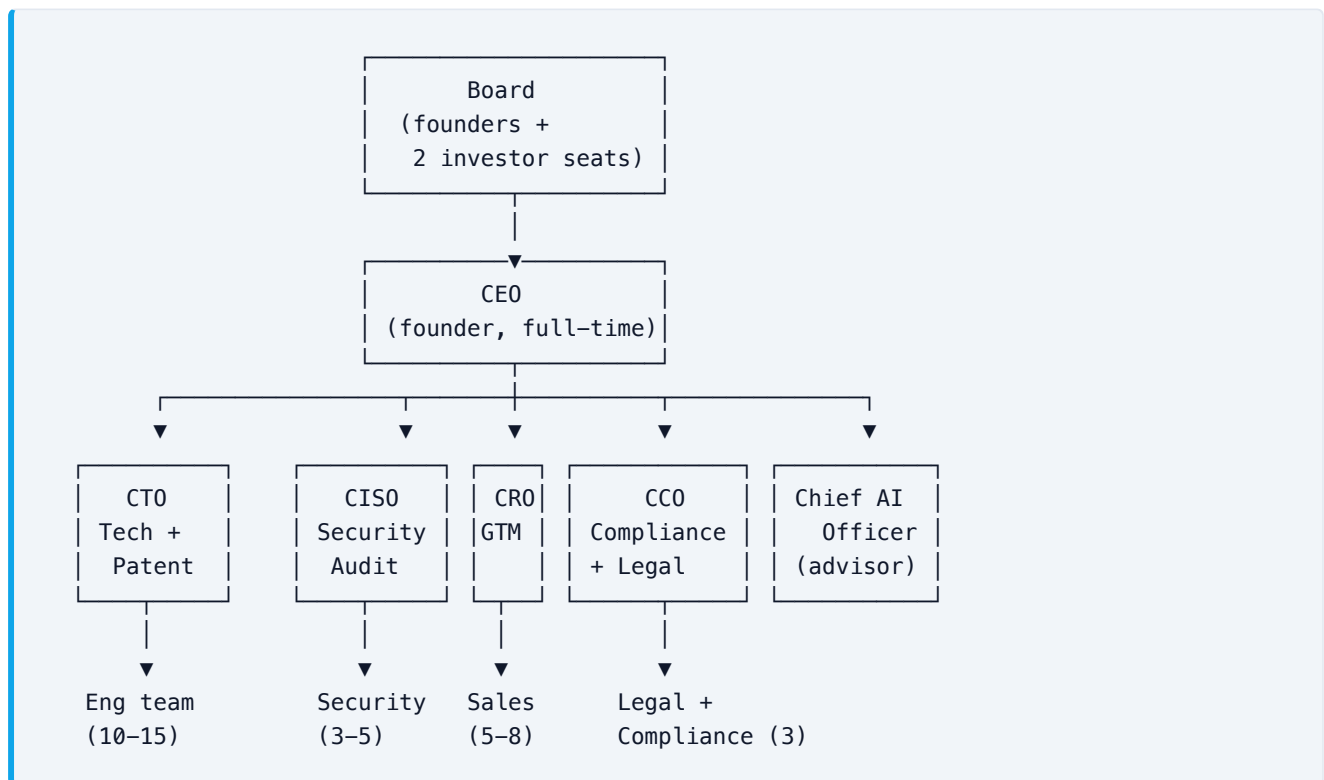 Board
(founders +
2 investor seats)
CEO
(founder, full–time)
CTO
Tech +
Patent
CISO
Security
Audit
CRO
GTM
CCO
Compliance
+ Legal
Chief AI
Officer
(advisor)
Eng team
(10–15)
Security
(3–5)
Sales
(5–8)
Legal +
Compliance (3)